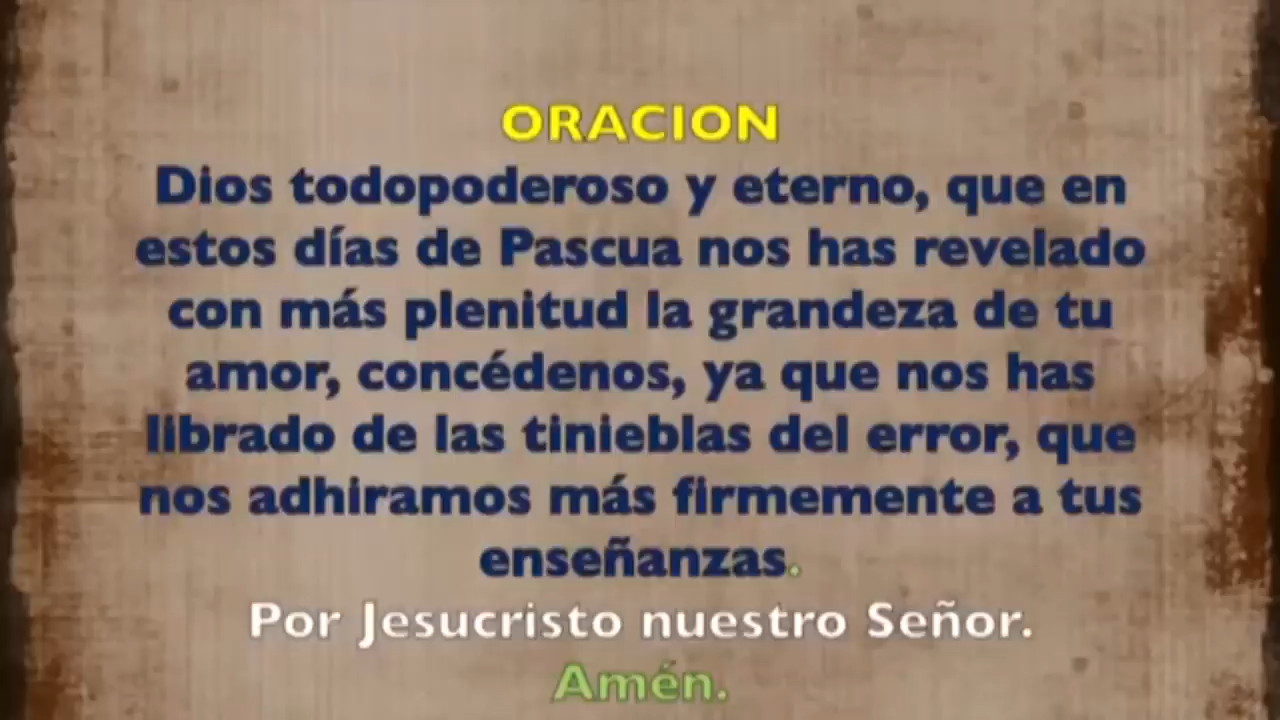 ORACION
Dios todopoderoso y eterno, que en
estos días de Pascua nos has revelado
con más plenitud la grandeza de tu
amor, concédenos, ya que nos has
librado de las tinieblas del error, que
nos adhiramos más firmemente a tus
enseñanzas.
Por Jesucristo nuestro Señor.
Amén.